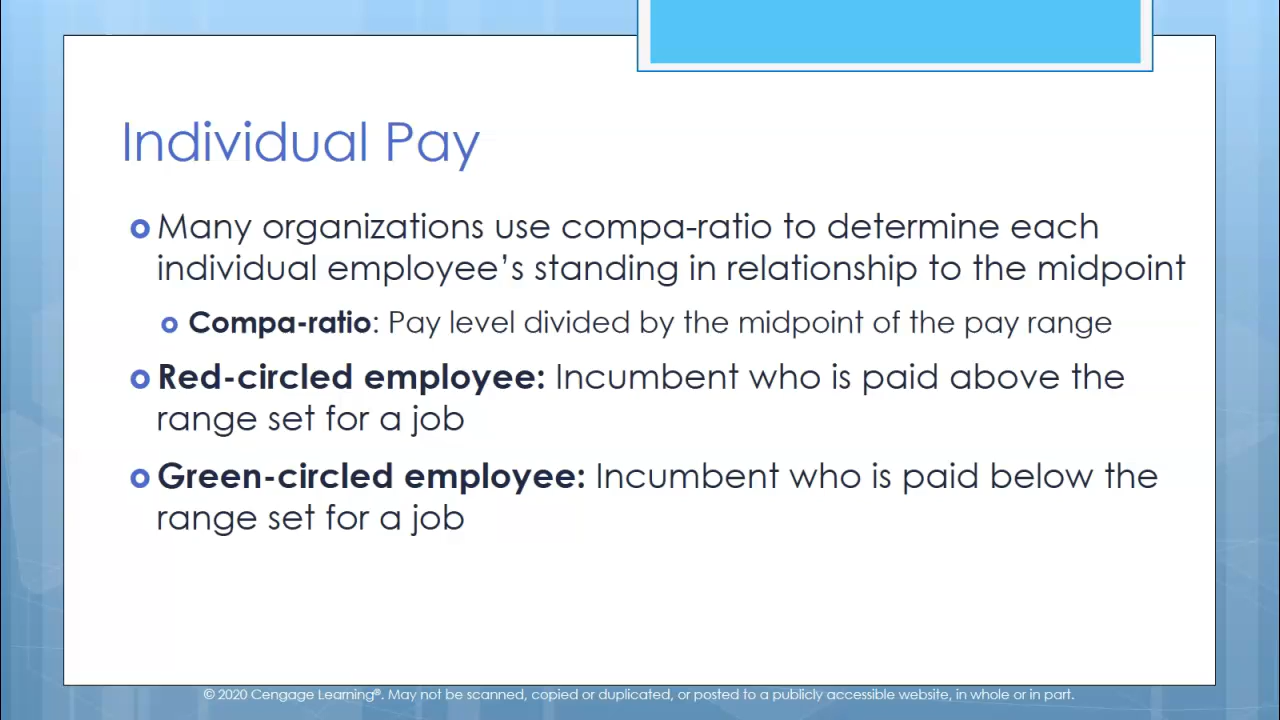 Individual Pay
Many organizations use compa-ratio to determine each
individual employee's standing in relationship to the midpoint
Compa-ratio: Pay level divided by the midpoint of the pay range
Red-circled employee: Incumbent who is paid above the
range set for a job
Green-circled employee: Incumbent who is paid below the
range set for a job
© 2020 Cengage Learning®. May not be scanned, copied or duplicated, or posted to a publicly accessible website, in whole or in part.